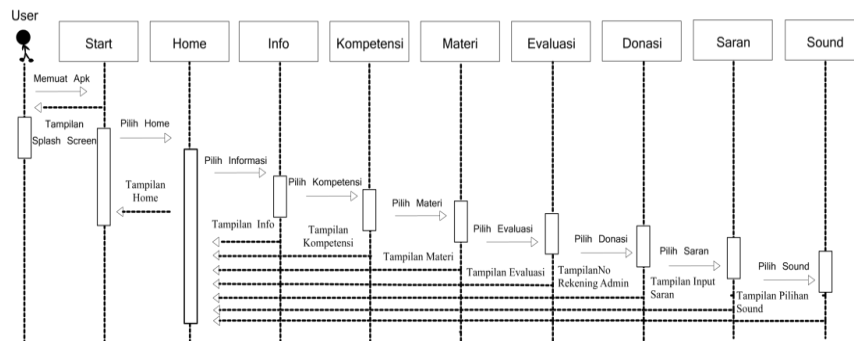 User
Start
Home
Info
Kompetensi
Materi
Evaluasi
Donasi
Saran
Sound
Memuat Apk
Tampilan
Splash Screen
Pilih Home
Tampilan
Home
Pilih Informasi
Pilih Kompetensi
Pilih Materi
Pilih Evaluasi
Pilih Donasi
Pilih Saran
Pilih Sound
Tampilan Info
Tampilan
Kompetensi
Tampilan Materi
Tampilan Evaluasi
TampilanNo
Rekening Admin
Tampilan Input
Saran
Tampilan Pilihan
Sound